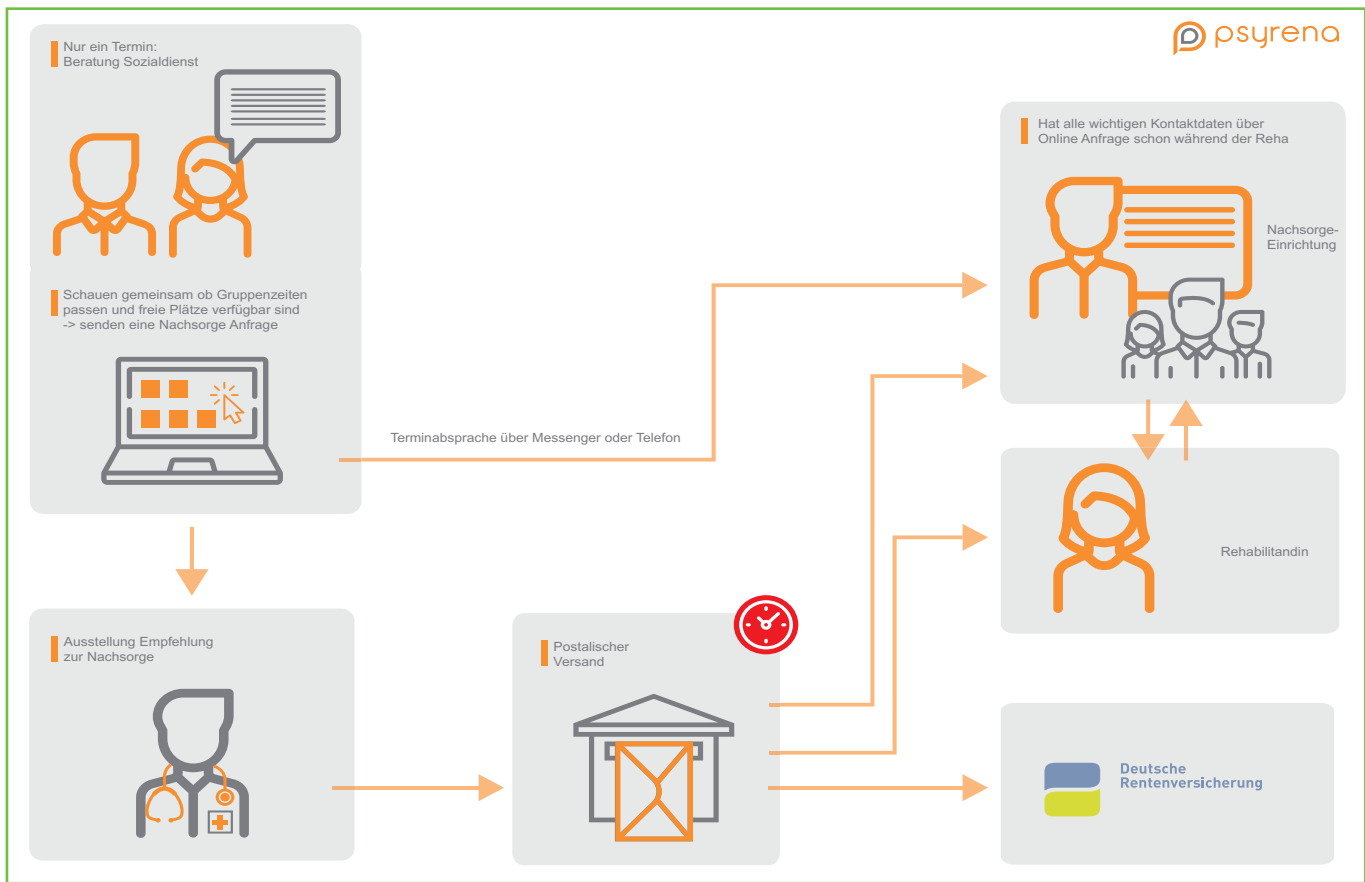 Nur ein Termin:
Beratung Sozialdienst
psyrena
Hat alle wichtigen Kontaktdaten über
Online Anfrage schon während der Reha
Nachsorge-
Einrichtung
Schauen gemeinsam ob Gruppenzeiten
passen und freie Plätze verfügbar sind
-> senden eine Nachsorge Anfrage
Terminabsprache über Messenger oder Telefon
Rehabilitandin
Ausstellung Empfehlung
zur Nachsorge
Postalischer
Versand
Deutsche
Rentenversicherung